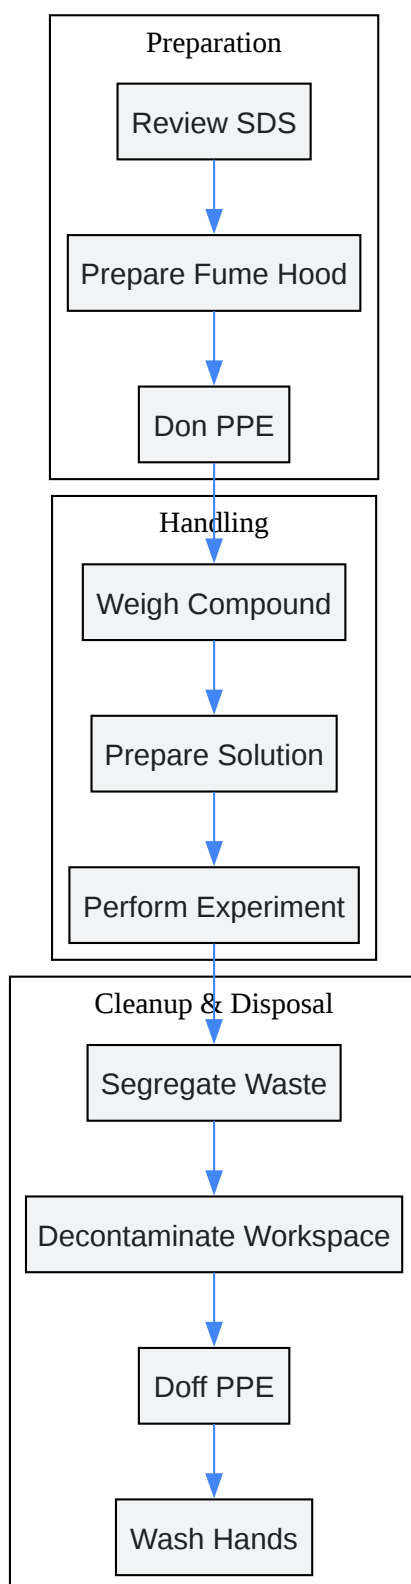 Preparation
Review SDS
Prepare Fume Hood
Don PPE
Handling
Weigh Compound
Prepare Solution
Perform Experiment
Cleanup & Disposal
Segregate Waste
Decontaminate Workspace
Doff PPE
Wash Hands